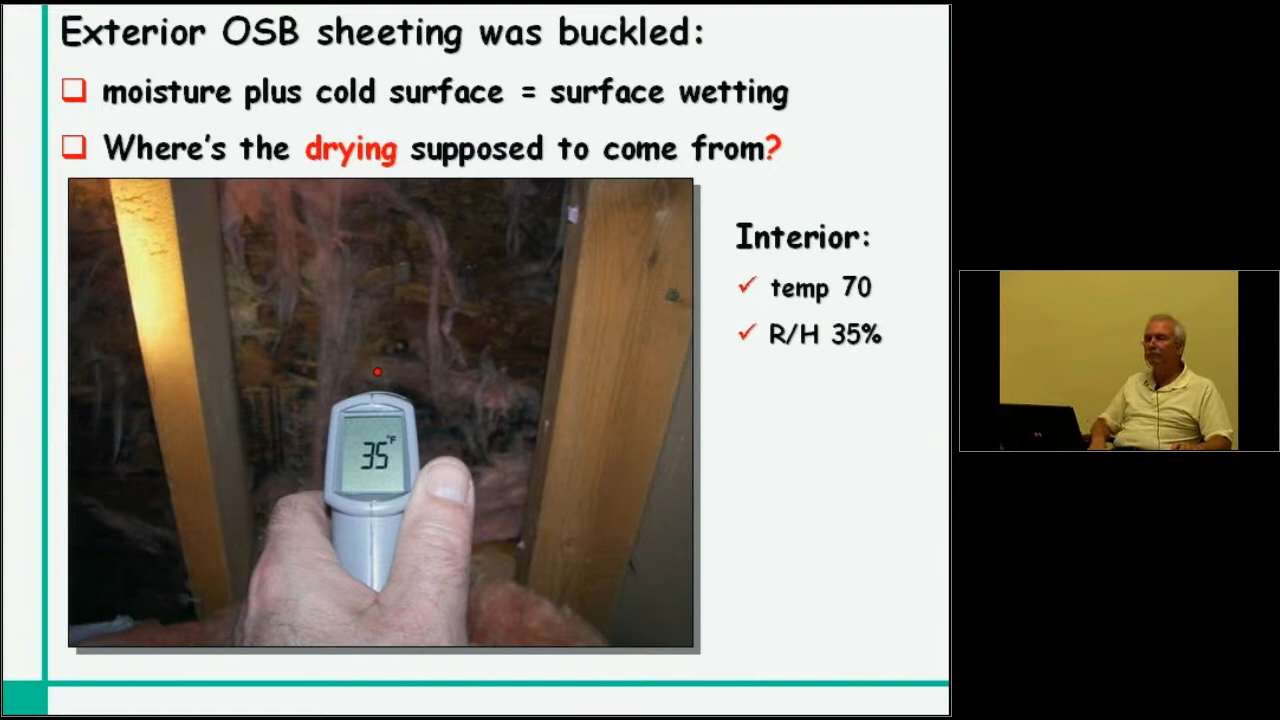 Exterior OSB sheeting was buckled:
moisture plus cold surface = surface wetting
Where's the drying supposed to come from?
Interior:
temp 70
R/H 35%
35°F